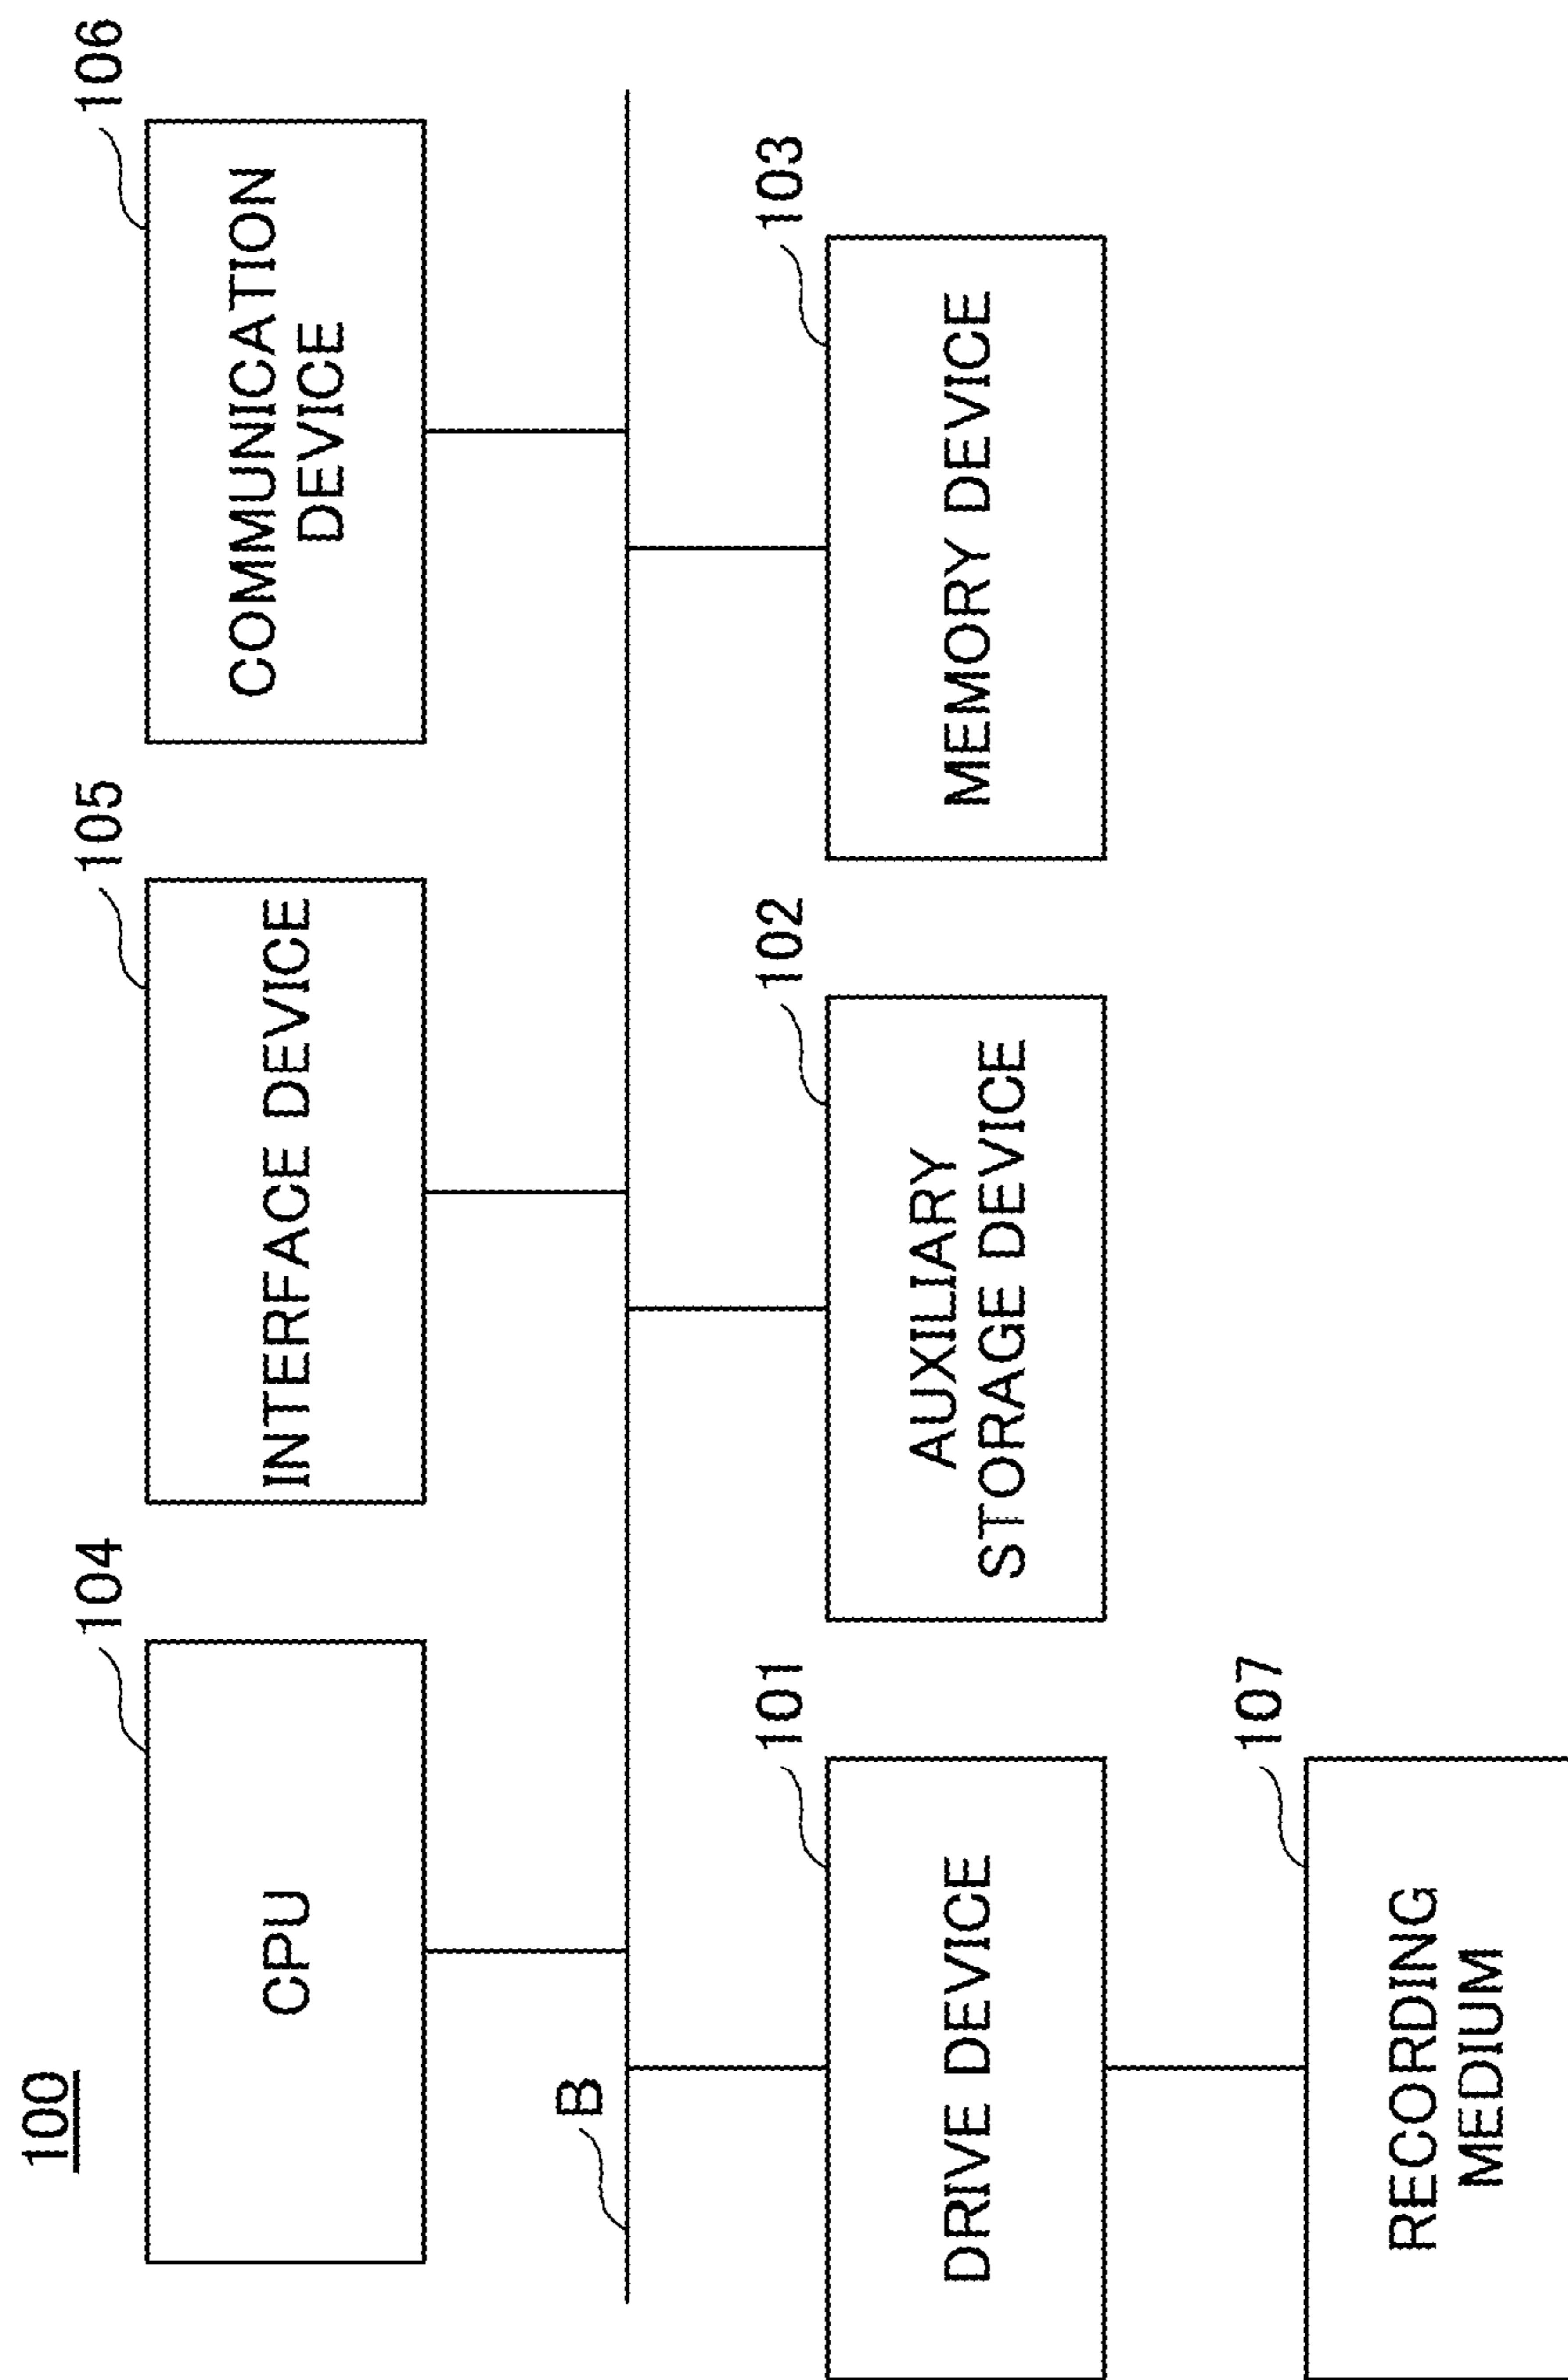 100
104
CPU
105
INTERFACE DEVICE
106
COMMUNICATION
DEVICE
B
101
DRIVE DEVICE
102
AUXILIARY
STORAGE DEVICE
103
MEMORY DEVICE
107
RECORDING
MEDIUM